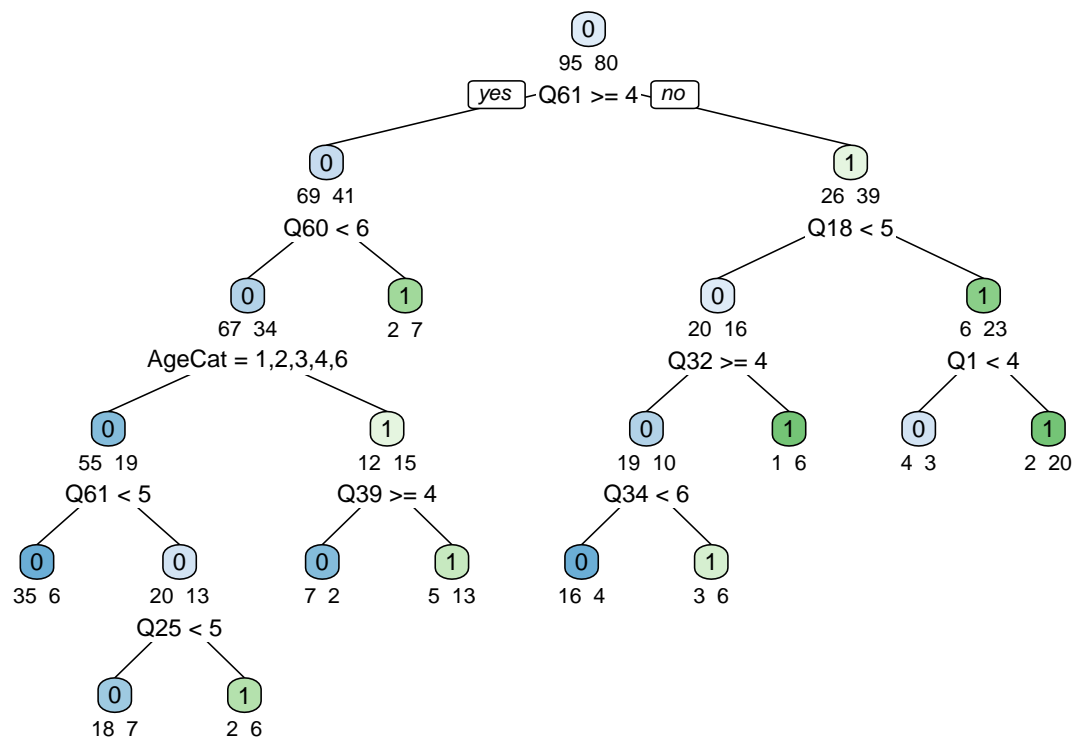 0
95 80
yes Q61 >= 4 no
0 1
69 41 26 39
Q60 < 6 Q18 < 5
0 1 0 1
67 34 2 7 20 16 6 23
AgeCat = 1,2,3,4,6 Q32 >= 4 Q1 < 4
0 1 0 1 0 1
55 19 12 15 19 10 1 6 4 3 2 20
Q61 < 5 Q39 >= 4 Q34 < 6
0 0 0 1 0 1
35 6 20 13 7 2 5 13 16 4 3 6
Q25 < 5
0 1
18 7 2 6